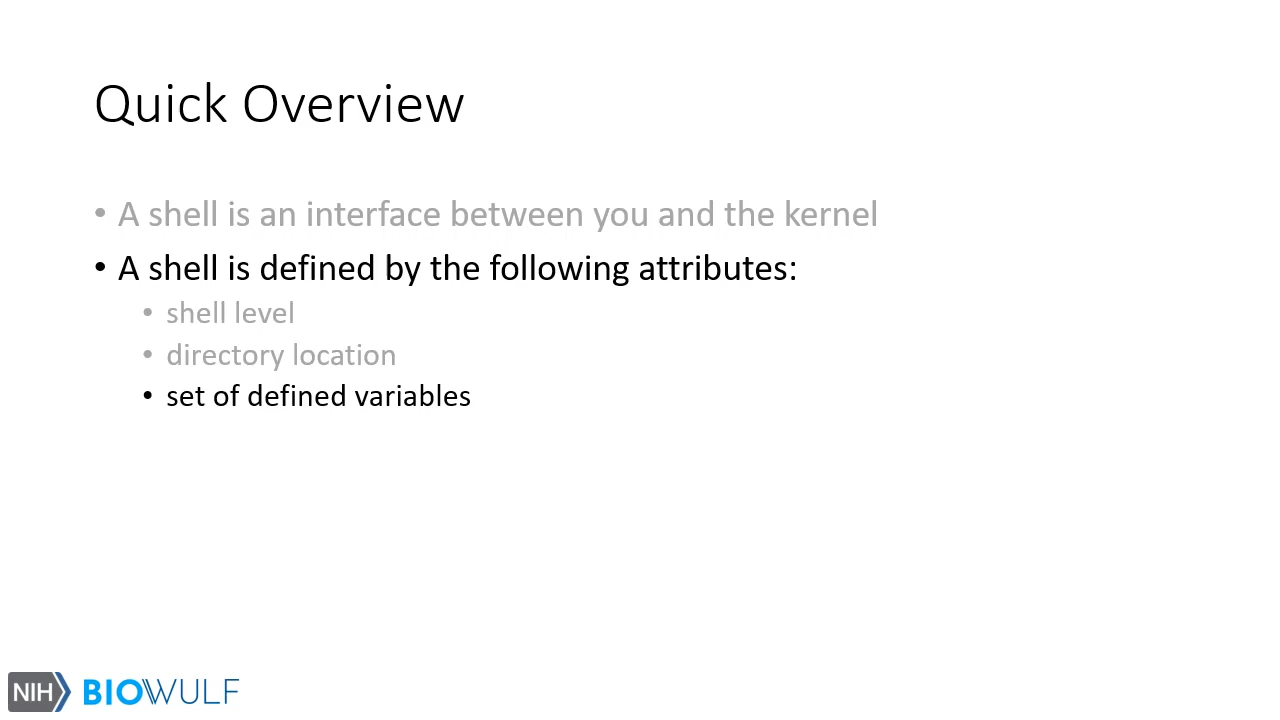 Quick Overview
• A shell is an interface between you and the kernel
• A shell is defined by the following attributes:
• shell level
• directory location
• set of defined variables
NIH BIOWULF